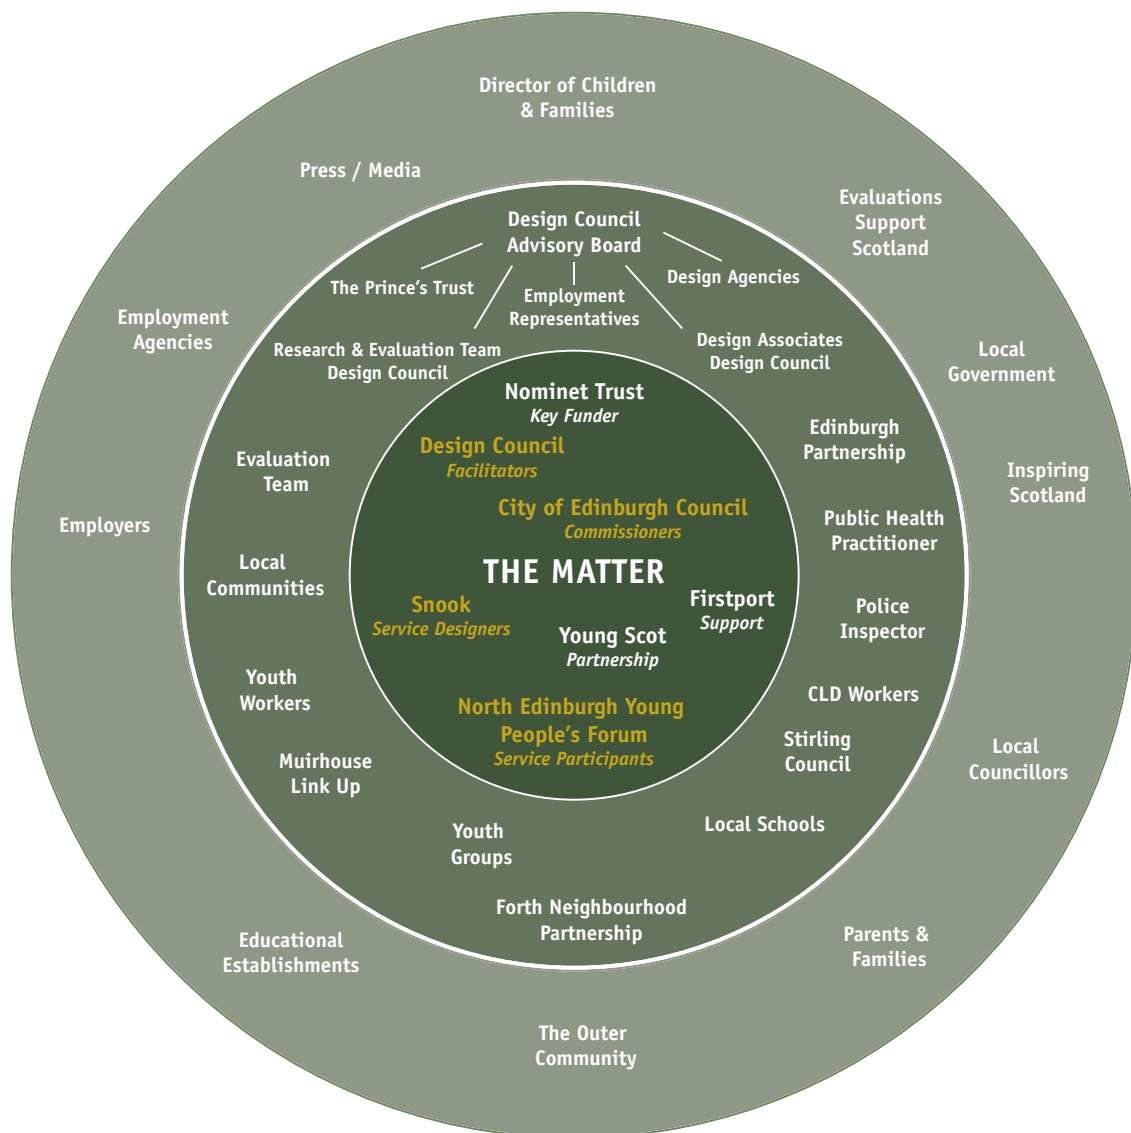 Director of Children
& Families
Press / Media
Evaluations
Support
Scotland
Design Council
Advisory Board
The Prince’s Trust
Employment
Representatives
Design Agencies
Employment
Agencies
Research & Evaluation Team
Design Council
Design Associates
Design Council
Local
Government
Nominet Trust
Key Funder
Design Council
Facilitators
Edinburgh
Partnership
Evaluation
Team
Inspiring
Scotland
City of Edinburgh Council
Commissioners
Employers
Public Health
Practitioner
THE MATTER
Local
Communities
Snook
Service Designers
Firstport
Support
Young Scot
Partnership
Police
Inspector
Youth
Workers
CLD Workers
North Edinburgh Young
People’s Forum
Service Participants
Stirling
Council
Local
Councillors
Muirhouse
Link Up
Youth
Groups
Local Schools
Forth Neighbourhood
Partnership
Educational
Establishments
Parents &
Families
The Outer
Community